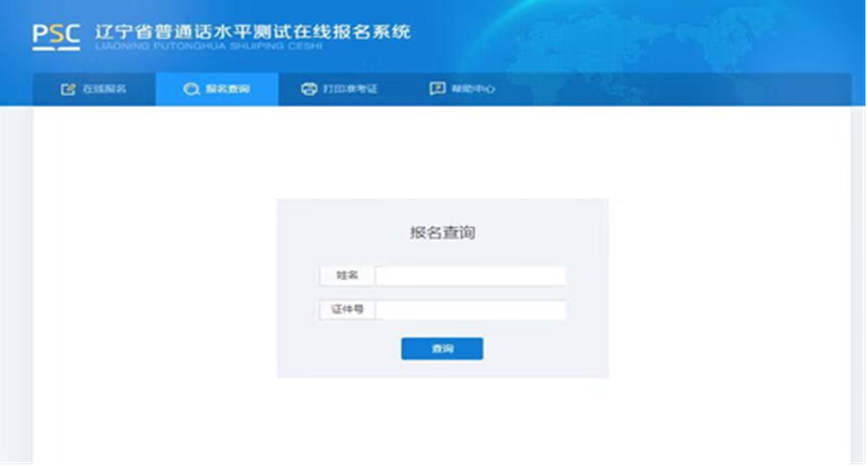 PSC 辽宁省普通话水平测试在线报名系统
LIAONING PUTONGHUA SHUIPING CESHI
在线报名 报名查询 打印准考证 帮助中心
报名查询
姓名
证件号
查询